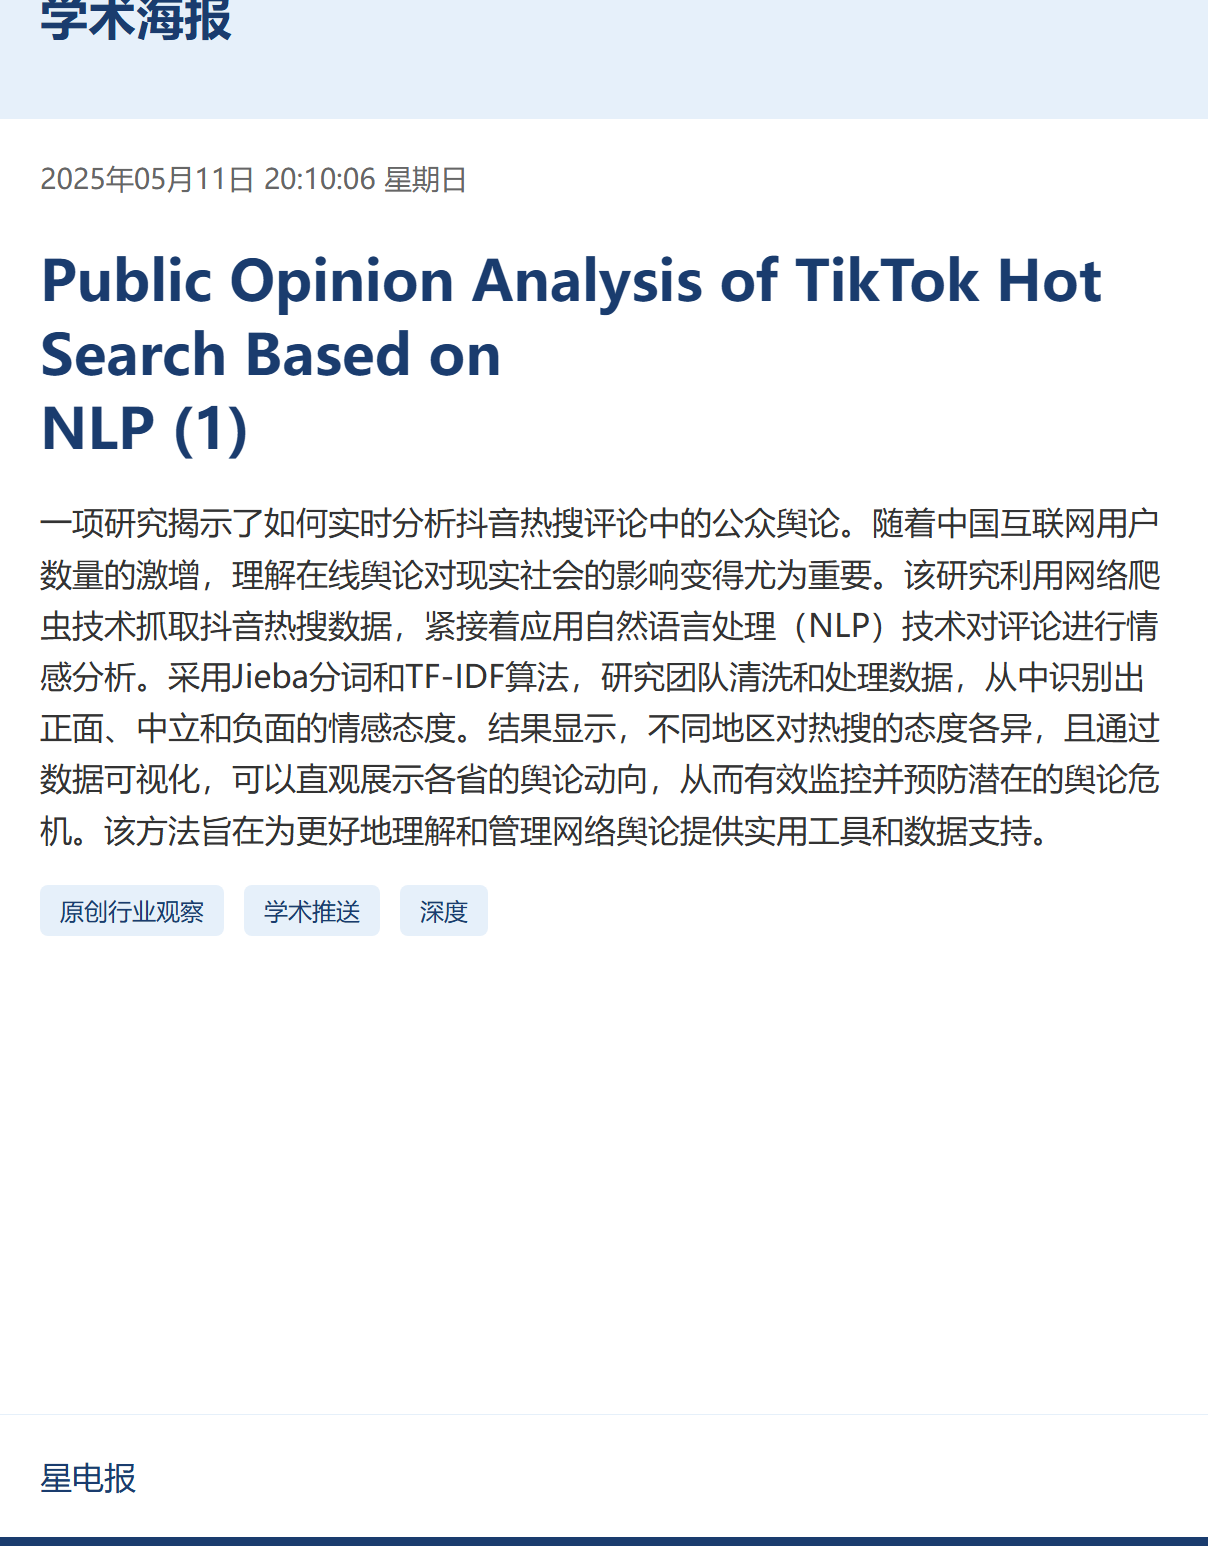 学术海报
2025年05月11日 20:10:06 星期日
Public Opinion Analysis of TikTok Hot
Search Based on
NLP (1)
一项研究揭示了如何实时分析抖音热搜评论中的公众舆论。随着中国互联网用户
数量的激增，理解在线舆论对现实社会的影响变得尤为重要。该研究利用网络爬
虫技术抓取抖音热搜数据，紧接着应用自然语言处理（NLP）技术对评论进行情
感分析。采用Jieba分词和TF-IDF算法，研究团队清洗和处理数据，从中识别出
正面、中立和负面的情感态度。结果显示，不同地区对热搜的态度各异，且通过
数据可视化，可以直观展示各省的舆论动向，从而有效监控并预防潜在的舆论危
机。该方法旨在为更好地理解和管理网络舆论提供实用工具和数据支持。
原创行业观察 学术推送 深度
星电报